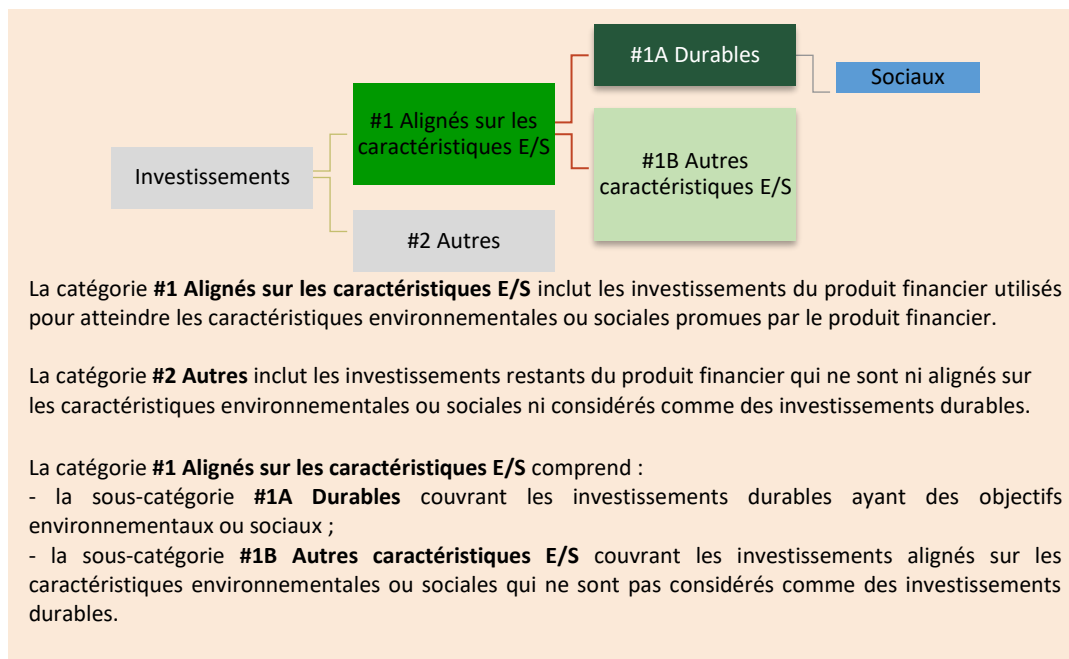 #1A Durables
Sociaux
#1 Alignés sur les
caractéristiques E/S
#1B Autres
caractéristiques E/S
Investissements
#2 Autres
La catégorie #1 Alignés sur les caractéristiques E/S inclut les investissements du produit financier utilisés
pour atteindre les caractéristiques environnementales ou sociales promues par le produit financier.
La catégorie #2 Autres inclut les investissements restants du produit financier qui ne sont ni alignés sur
les caractéristiques environnementales ou sociales ni considérés comme des investissements durables.
La catégorie #1 Alignés sur les caractéristiques E/S comprend :
- la sous-catégorie #1A Durables couvrant les investissements durables ayant des objectifs
environnementaux ou sociaux ;
- la sous-catégorie #1B Autres caractéristiques E/S couvrant les investissements alignés sur les
caractéristiques environnementales ou sociales qui ne sont pas considérés comme des investissements
durables.